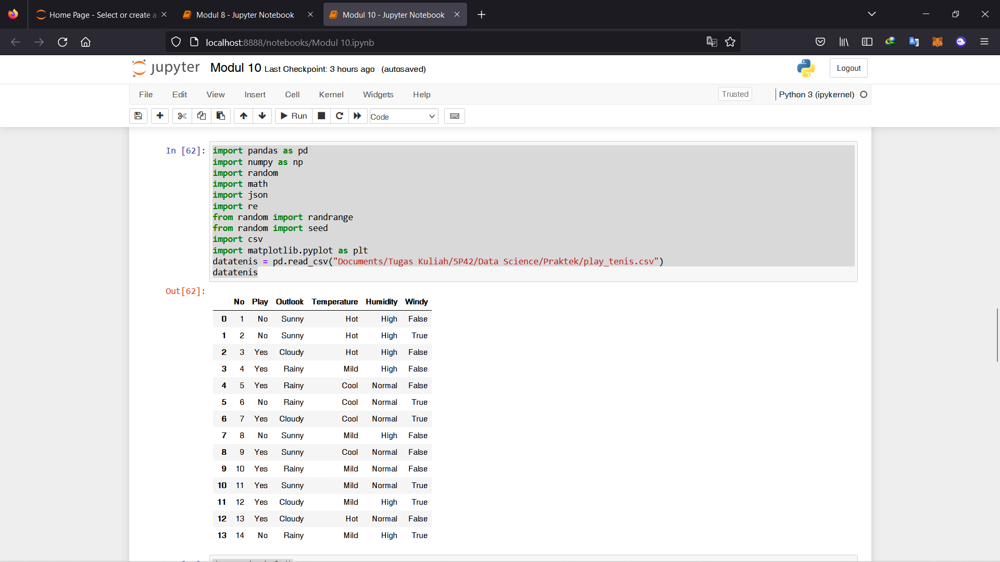 Home Page - Select or create a
Modul 8 - Jupyter Notebook
Modul 10 - Jupyter Notebook
localhost:8888/notebooks/Modul 10.ipynb
jupyter Modul 10 Last Checkpoint: 3 hours ago (autosaved)
Logout
File Edit View Insert Cell Kernel Widgets Help
Trusted
Python 3 (ipykernel)
Run
Code
In [62]:
import pandas as pd
import numpy as np
import random
import math
import json
import re
from random import randrange
from random import seed
import csv
import matplotlib.pyplot as plt
datatenis = pd.read_csv("Documents/Tugas Kuliah/5P42/Data Science/Praktek/play_tenis.csv")
datatenis
Out[62]:
No Play Outlook Temperature Humidity Windy
0 1 No Sunny Hot High False
1 2 No Sunny Hot High True
2 3 Yes Cloudy Hot High False
3 4 Yes Rainy Mild High False
4 5 Yes Rainy Cool Normal False
5 6 No Rainy Cool Normal True
6 7 Yes Cloudy Cool Normal True
7 8 No Sunny Mild High False
8 9 Yes Sunny Cool Normal False
9 10 Yes Rainy Mild Normal False
10 11 Yes Sunny Mild Normal True
11 12 Yes Cloudy Mild High True
12 13 Yes Cloudy Hot Normal False
13 14 No Rainy Mild High True